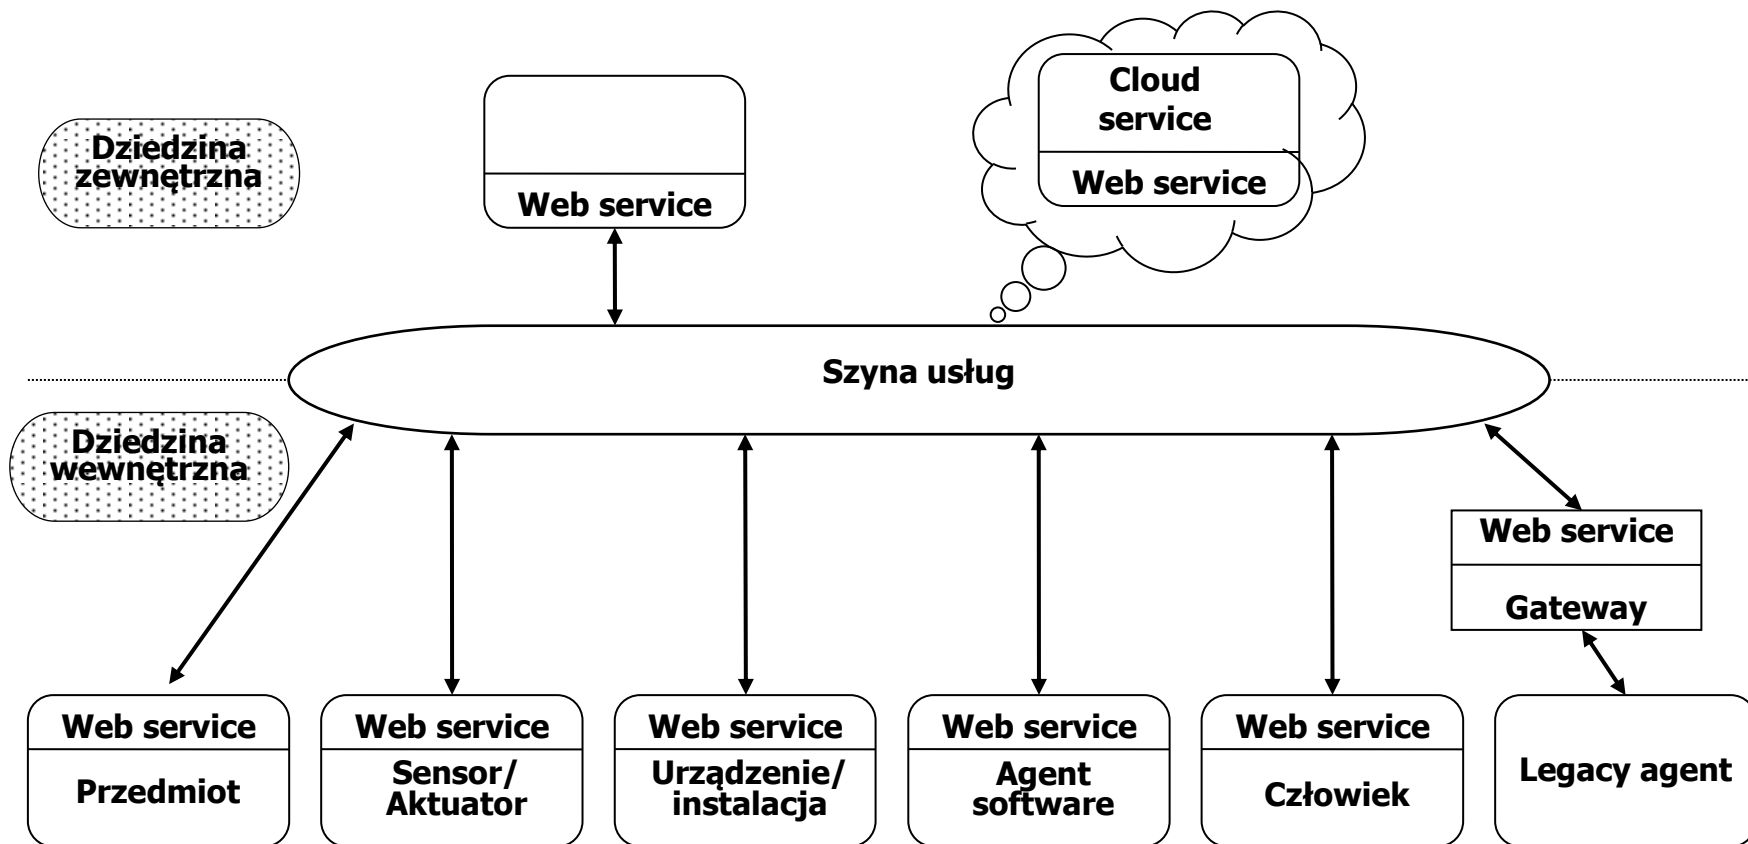 Cloud
service
Web service
Dziedzina
zewnętrzna
Web service
Szyna usług
Dziedzina
wewnętrzna
Web service
Gateway
Web service
Przedmiot
Web service
Sensor/
Aktuator
Web service
Urządzenie/
instalacja
Web service
Agent
software
Web service
Człowiek
Legacy agent